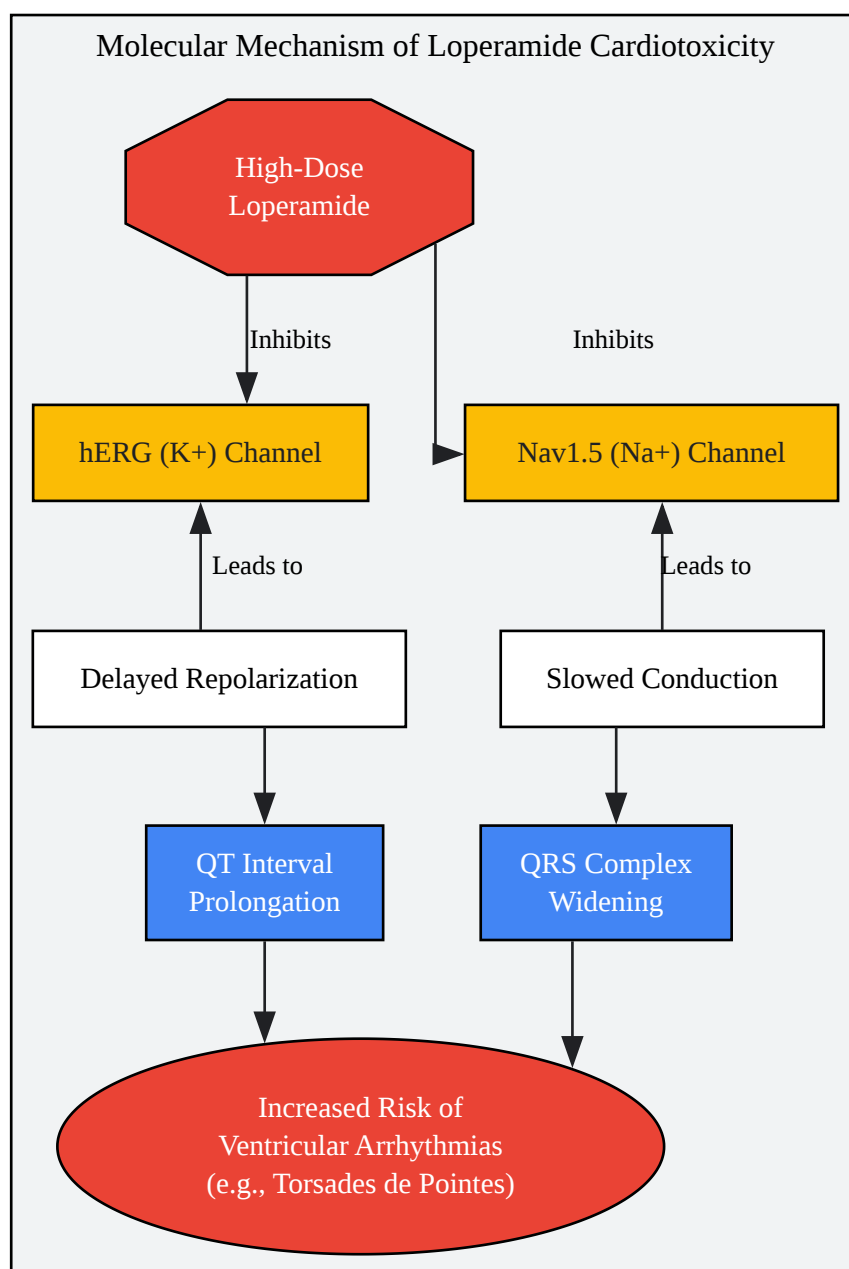 Molecular Mechanism of Loperamide Cardiotoxicity
High-Dose
Loperamide
Inhibits
Inhibits
hERG (K+) Channel
Nav1.5 (Na+) Channel
Leads to
Leads to
Delayed Repolarization
Slowed Conduction
QT Interval
Prolongation
QRS Complex
Widening
Increased Risk of
Ventricular Arrhythmias
(e.g., Torsades de Pointes)